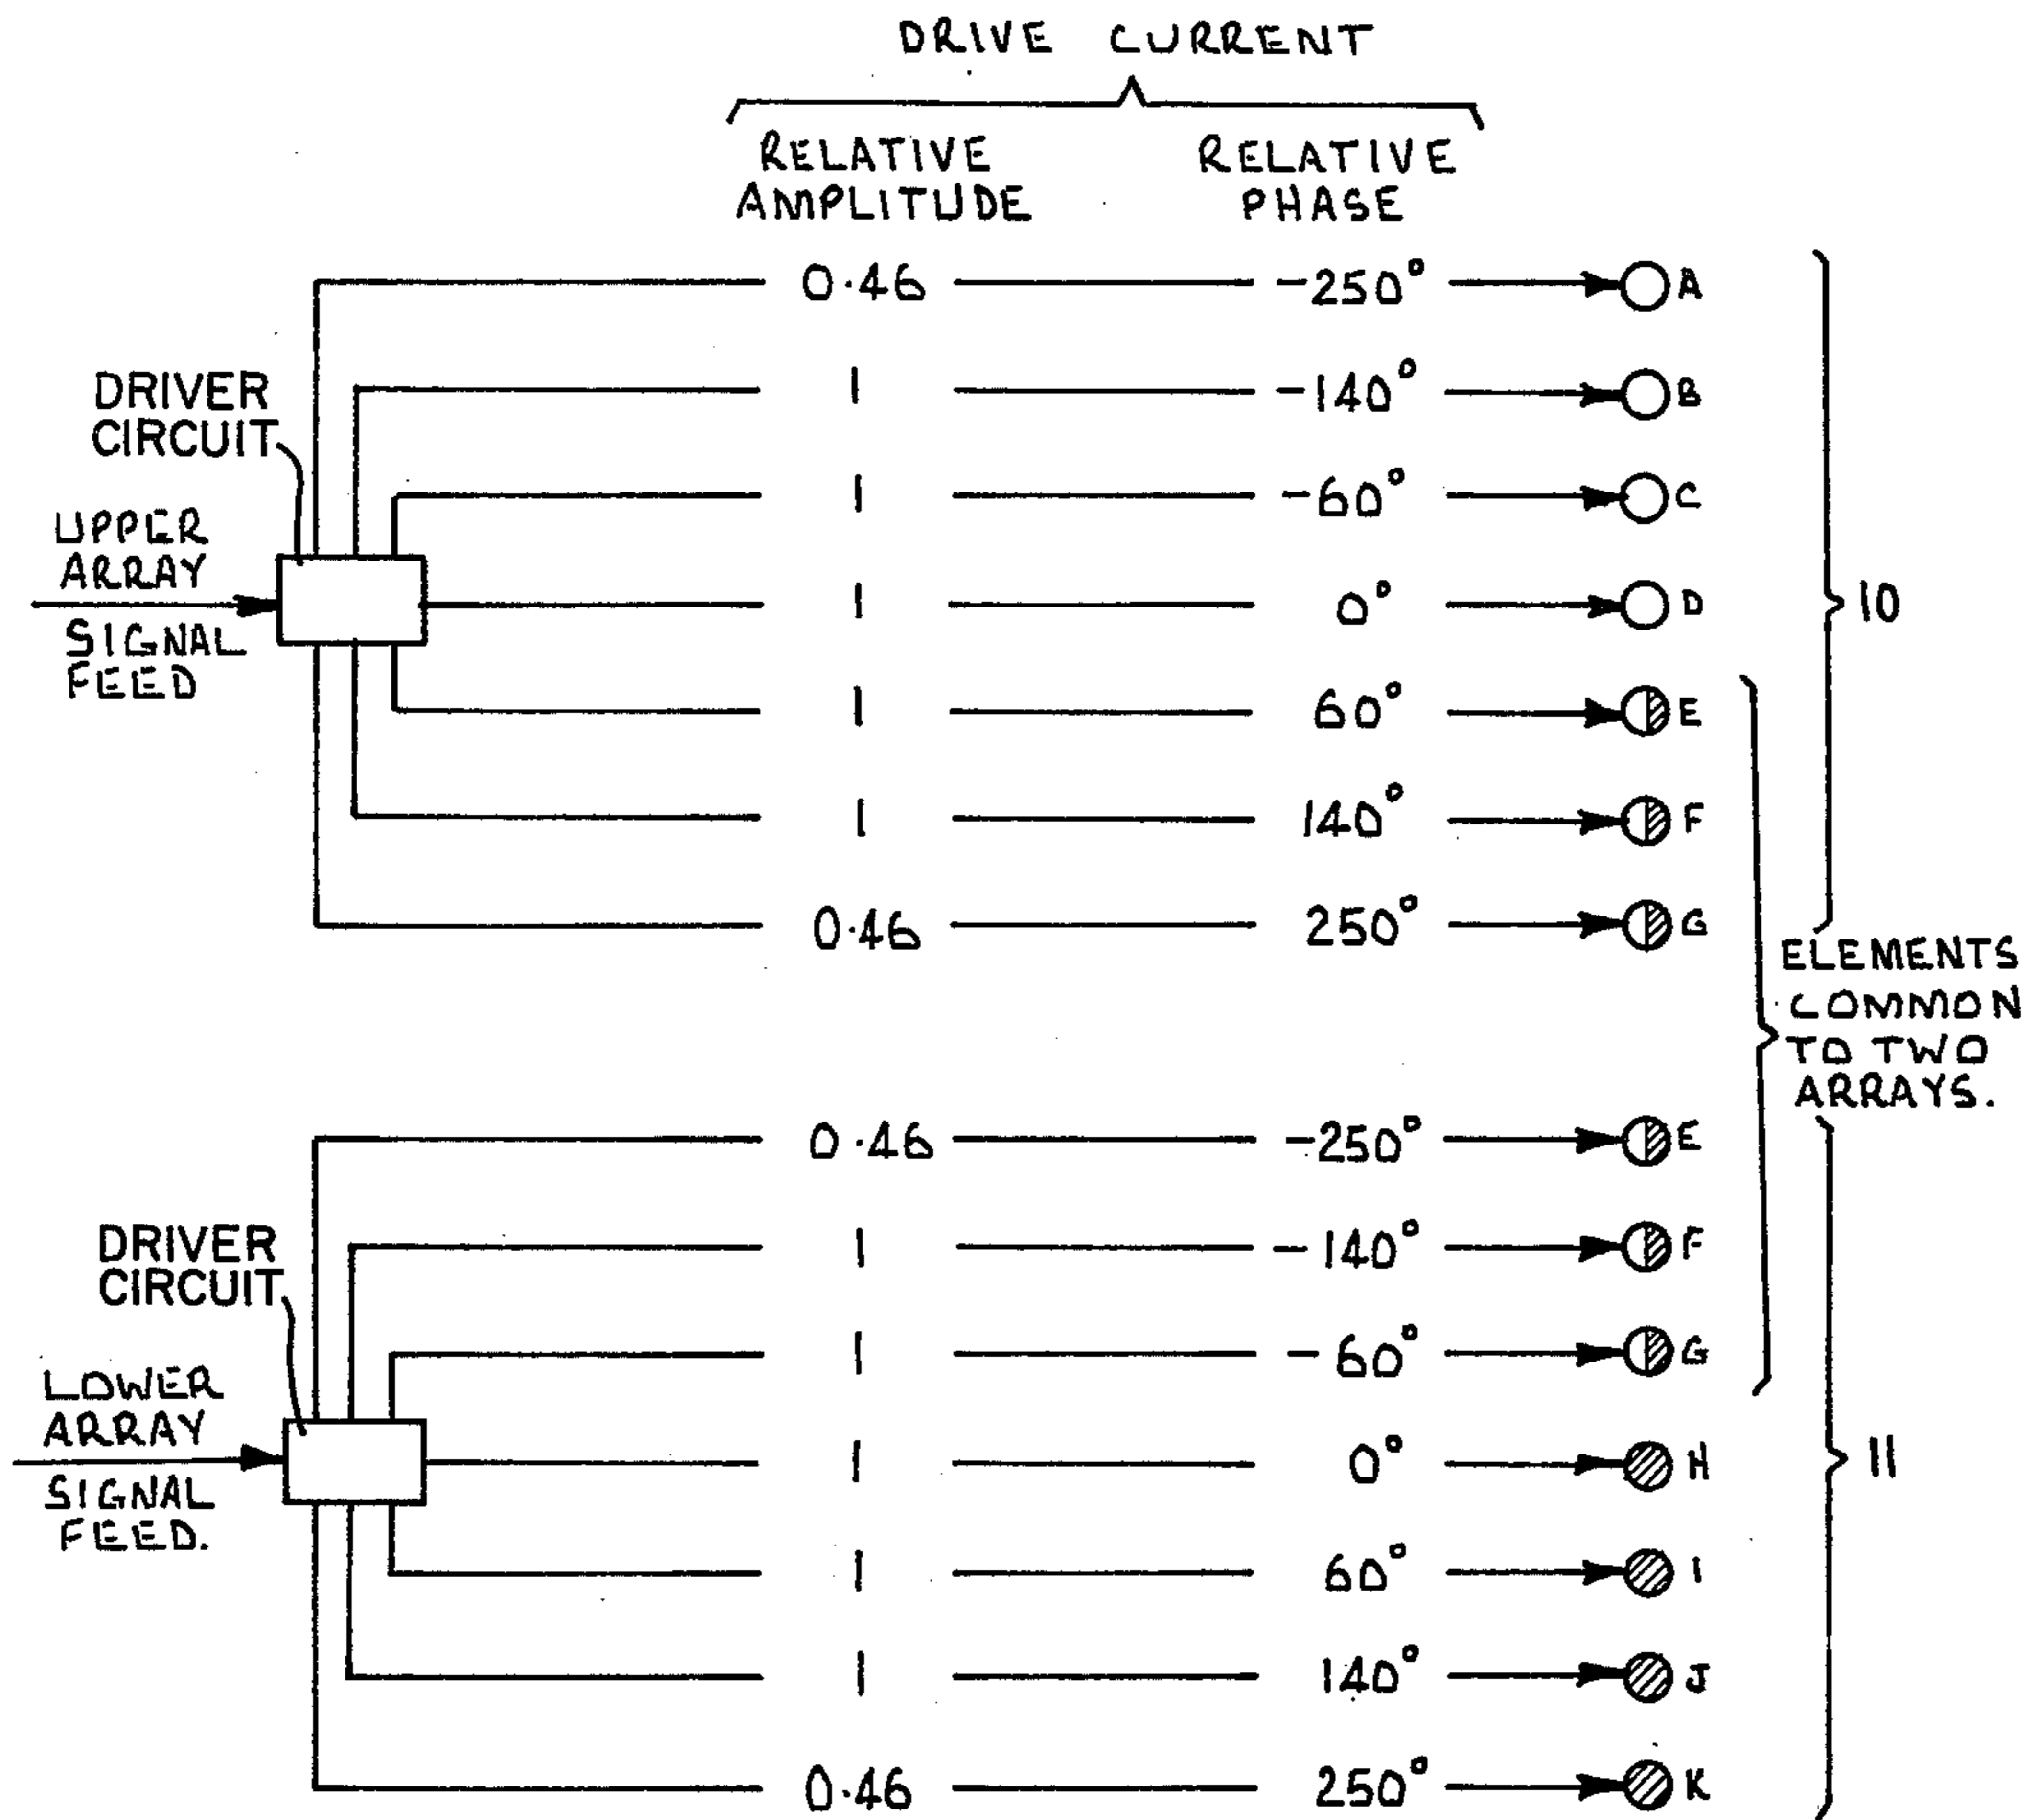 DRIVE CURRENT
RELATIVE AMPLITUDE
RELATIVE PHASE
0.46 -250° A
1 -140° B
1 -60° C
1 0° D
1 60° E
1 140° F
0.46 250° G
DRIVER
CIRCUIT
UPPER
ARRAY
SIGNAL
FEED
10
ELEMENTS
COMMON
TO TWO
ARRAYS.
0.46 -250° E
1 -140° F
1 -60° G
1 0° H
1 60° I
1 140° J
0.46 250° K
DRIVER
CIRCUIT
LOWER
ARRAY
SIGNAL
FEED.
11